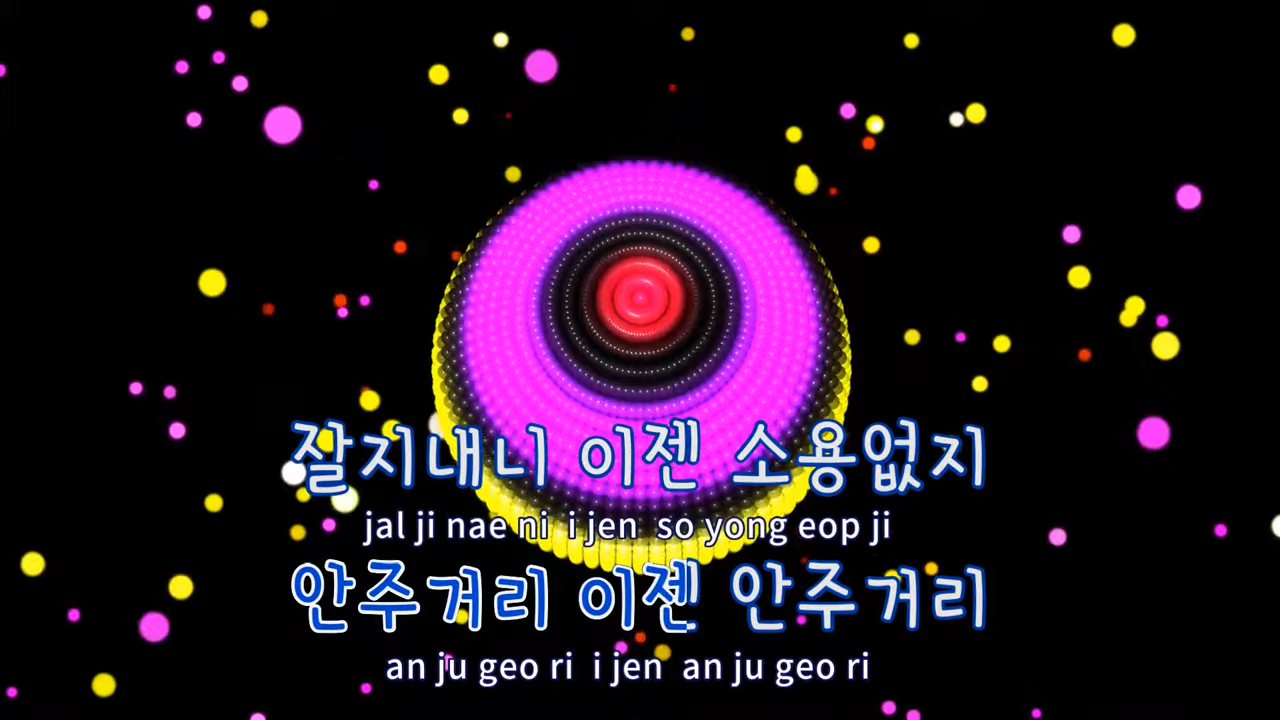 잘지내니 이젠 소용없지
jal ji nae ni i jen so yong eop ji
안주거리 이젠 안주거리
an ju geo ri i jen an ju geo ri